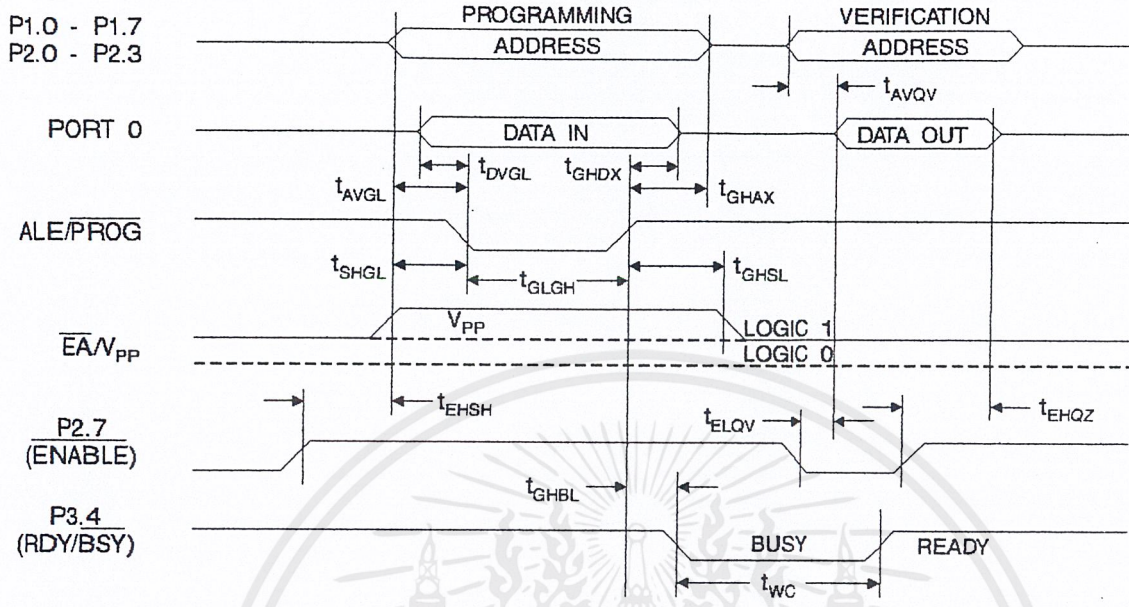 PROGRAMMING
VERIFICATION
P1.0 - P1.7
P2.0 - P2.3
ADDRESS
ADDRESS
tAVQV
PORT 0
DATA IN
DATA OUT
tDVGL
tGHDX
tAVGL
tGHAX
ALE/PROG
tSHGL
tGLGH
tGHSL
VPP
LOGIC 1
EA/VPP
LOGIC 0
tEHSH
tELQV
tEHQZ
P2.7
(ENABLE)
tGHBL
P3.4
(RDY/BSY)
BUSY
READY
tWC